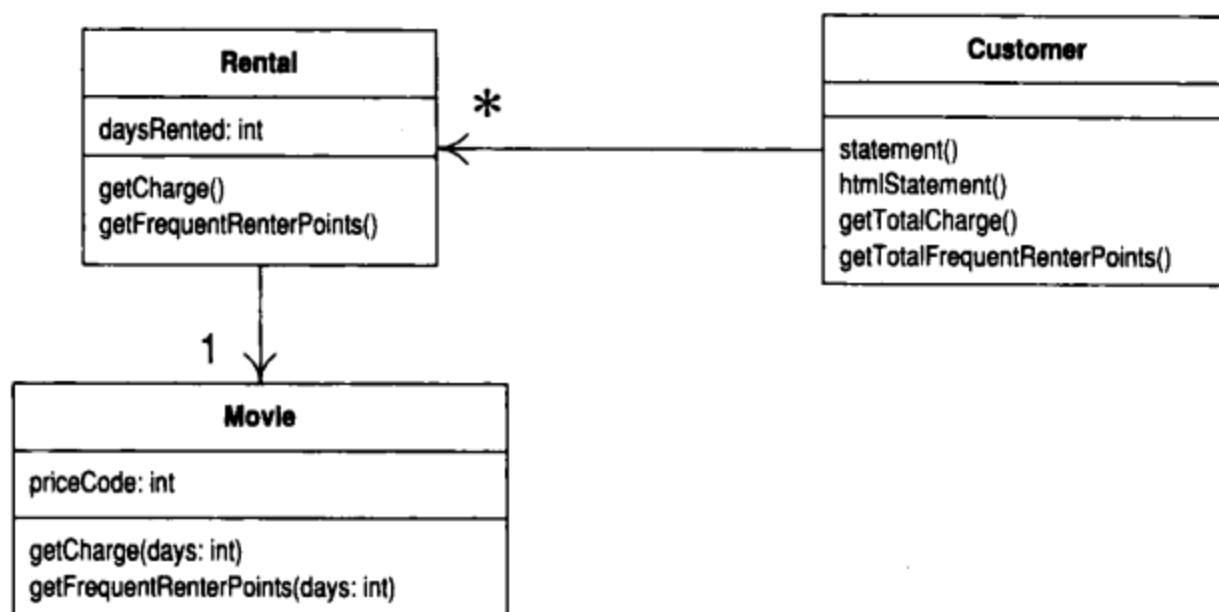 Rental
daysRented: int
getCharge()
getFrequentRenterPoints()
*
Customer
statement()
htmlStatement()
getTotalCharge()
getTotalFrequentRenterPoints()
1
Movie
priceCode: int
getCharge(days: int)
getFrequentRenterPoints(days: int)